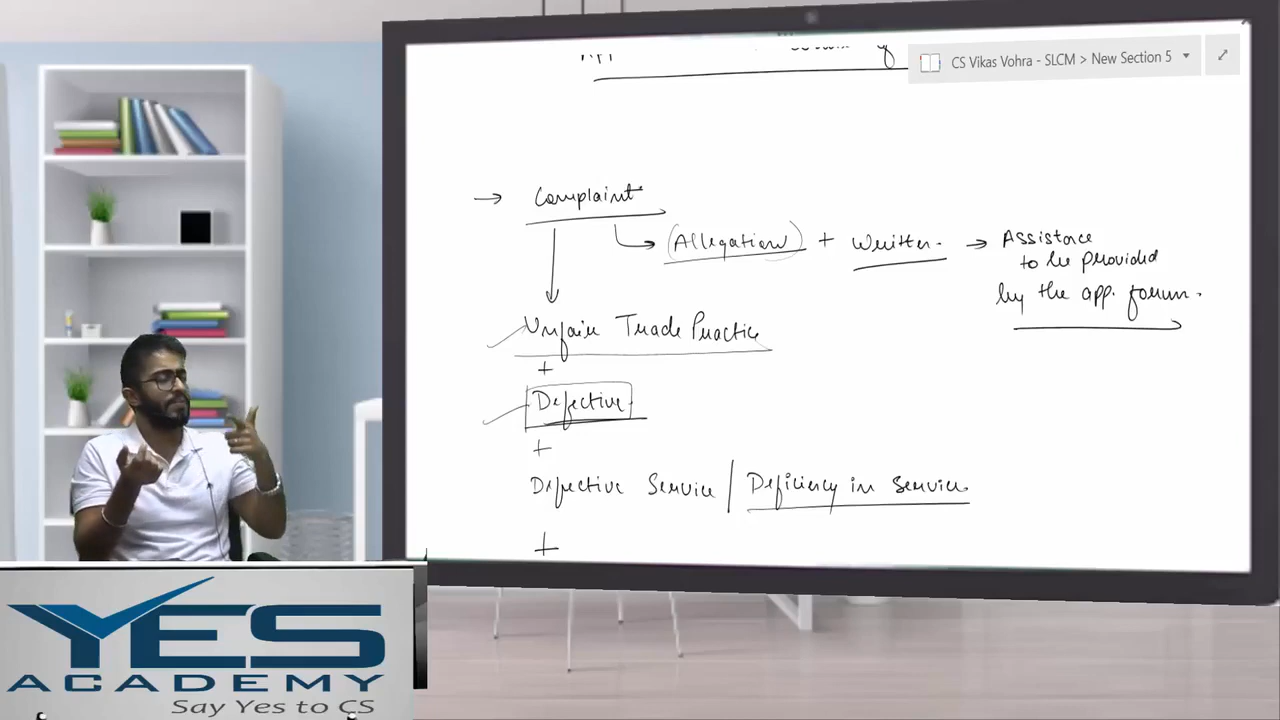 CS Vikas Vohra - SLCM > New Section 5
→ Complaint
(Allegation) + Written. → Assistance
to be provided
by the app. forum.
Unfair Trade Practice
+
Defective
+
Defective Service / Deficiency in service.
+
YES
ACADEMY
Say Yes to CS